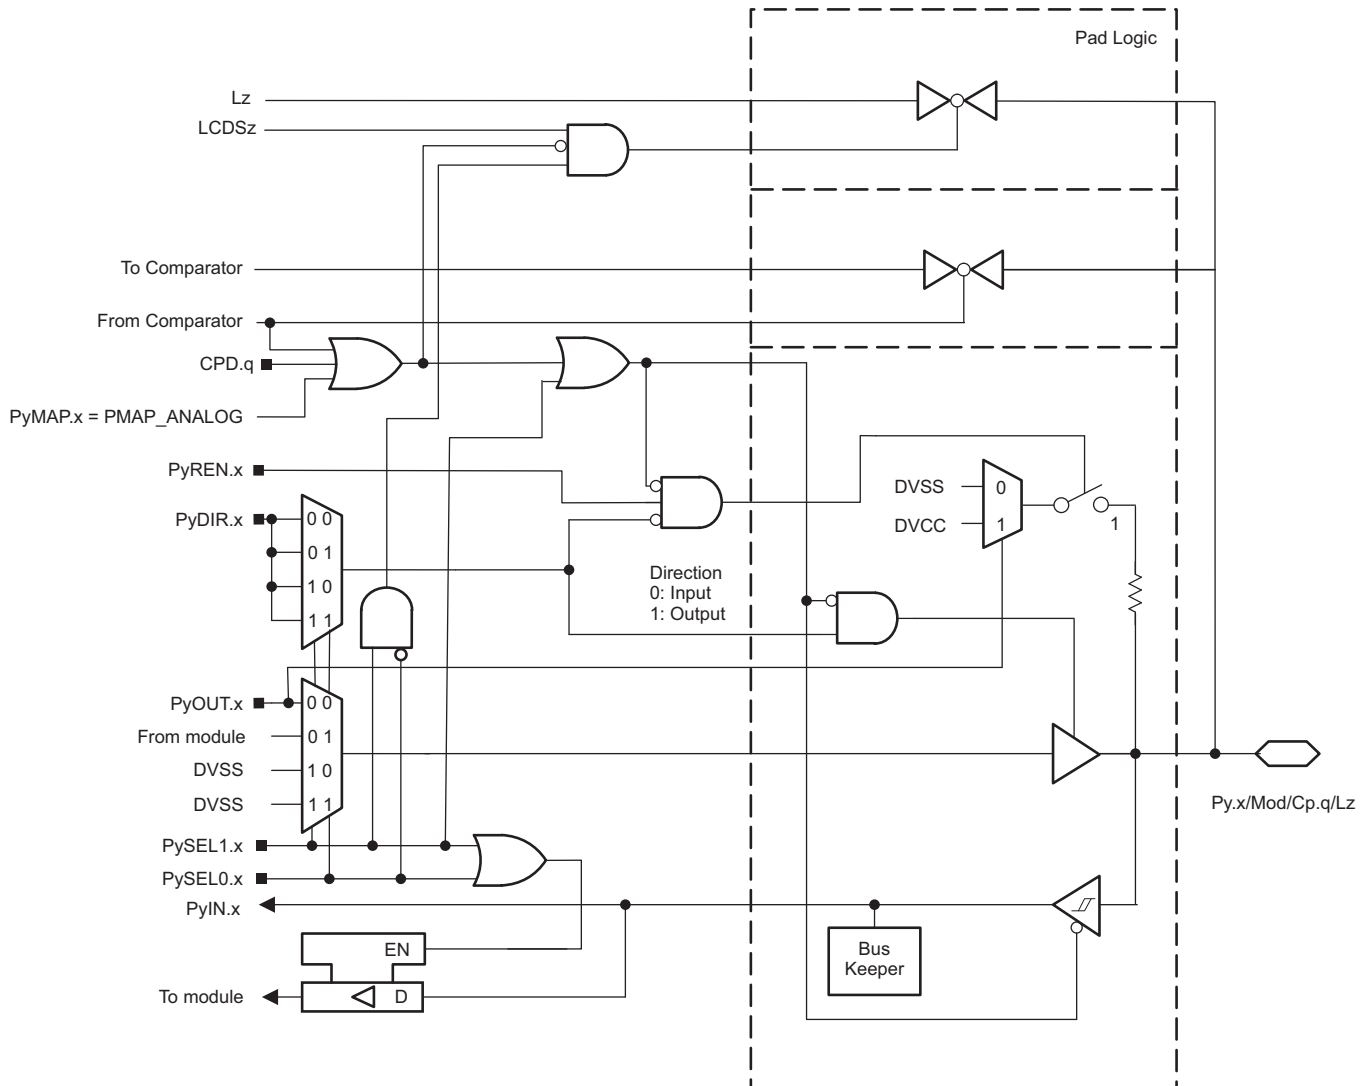 Pad Logic
Lz
LCDSz
To Comparator
From Comparator
CPD.q
PyMAP.x = PMAP_ANALOG
PyREN.x
PyDIR.x
0 0
0 1
1 0
1 1
Direction
0: Input
1: Output
DVSS
DVCC
0
1
1
PyOUT.x
From module
DVSS
DVSS
0 0
0 1
1 0
1 1
PySEL1.x
PySEL0.x
PyIN.x
Py.x/Mod/Cp.q/Lz
Bus
Keeper
EN
D
To module